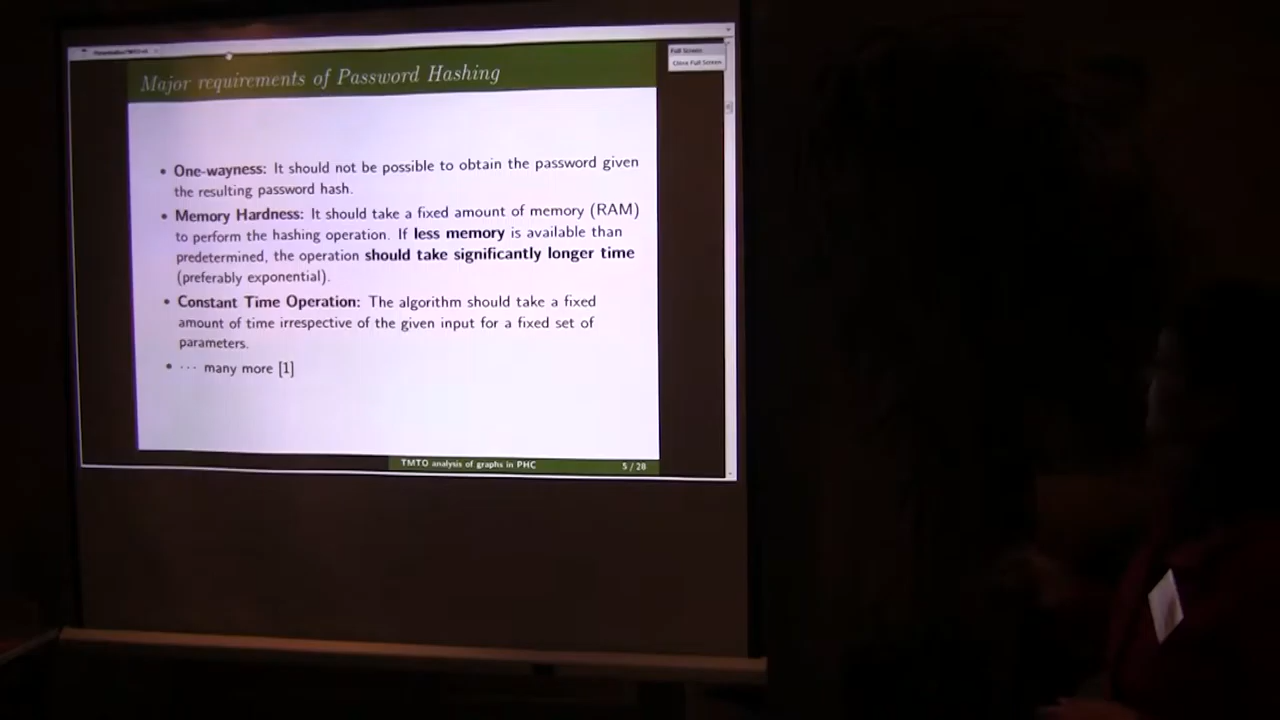 Full Screen
Close Full Screen
Major requirements of Password Hashing
• One-wayness: It should not be possible to obtain the password given
the resulting password hash.
• Memory Hardness: It should take a fixed amount of memory (RAM)
to perform the hashing operation. If less memory is available than
predetermined, the operation should take significantly longer time
(preferably exponential).
• Constant Time Operation: The algorithm should take a fixed
amount of time irrespective of the given input for a fixed set of
parameters.
• ··· many more [1]
TMTO analysis of graphs in PHC 5 / 28